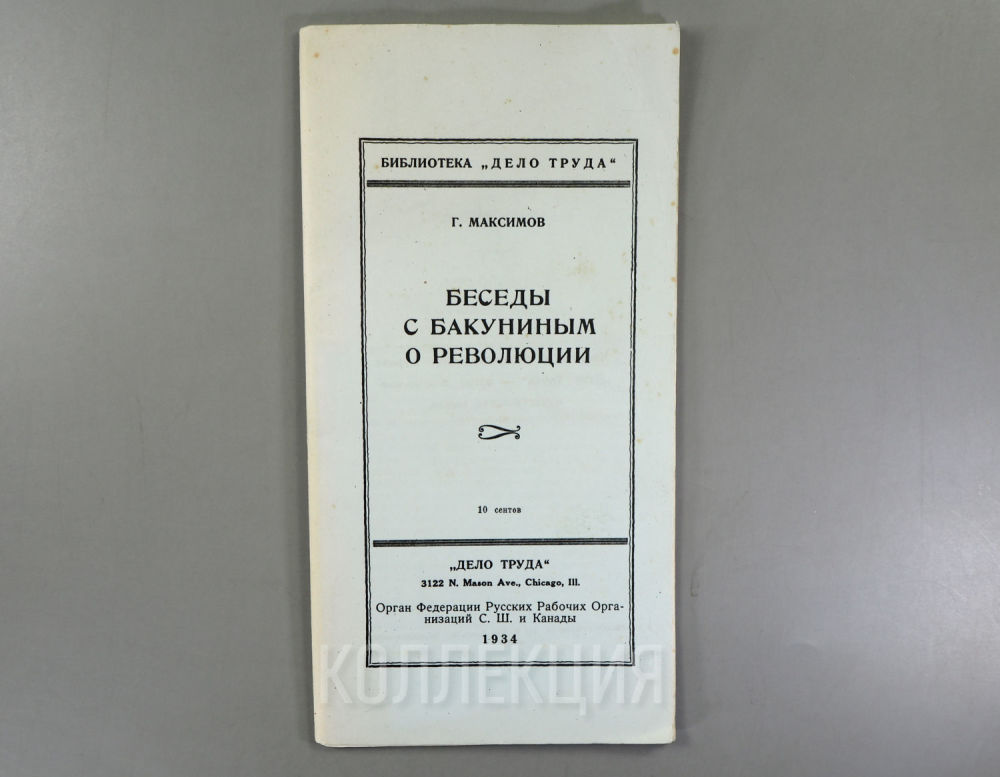 БИБЛИОТЕКА „ДЕЛО ТРУДА“
Г. МАКСИМОВ
БЕСЕДЫ
С БАКУНИНЫМ
О РЕВОЛЮЦИИ
10 сентов
„ДЕЛО ТРУДА“
3122 N. Mason Ave., Chicago, Ill.
Орган Федерации Русских Рабочих Орга-
низаций С. Ш. и Канады
1934
КОЛЛЕКЦИЯ